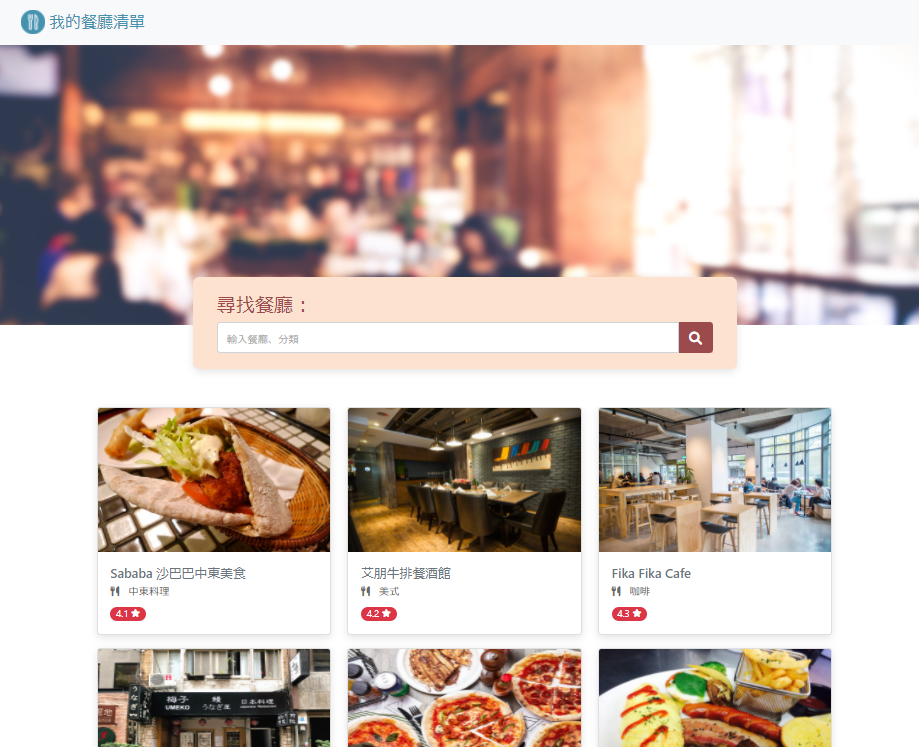 我的餐廳清單
尋找餐廳：
輸入餐廳、分類
Sababa 沙巴巴中東美食
中東料理
4.1
艾朋牛排餐酒館
美式
4.2
Fika Fika Cafe
咖啡
4.3
梅子 鰻 日本料理
UMEKO うなぎ屋